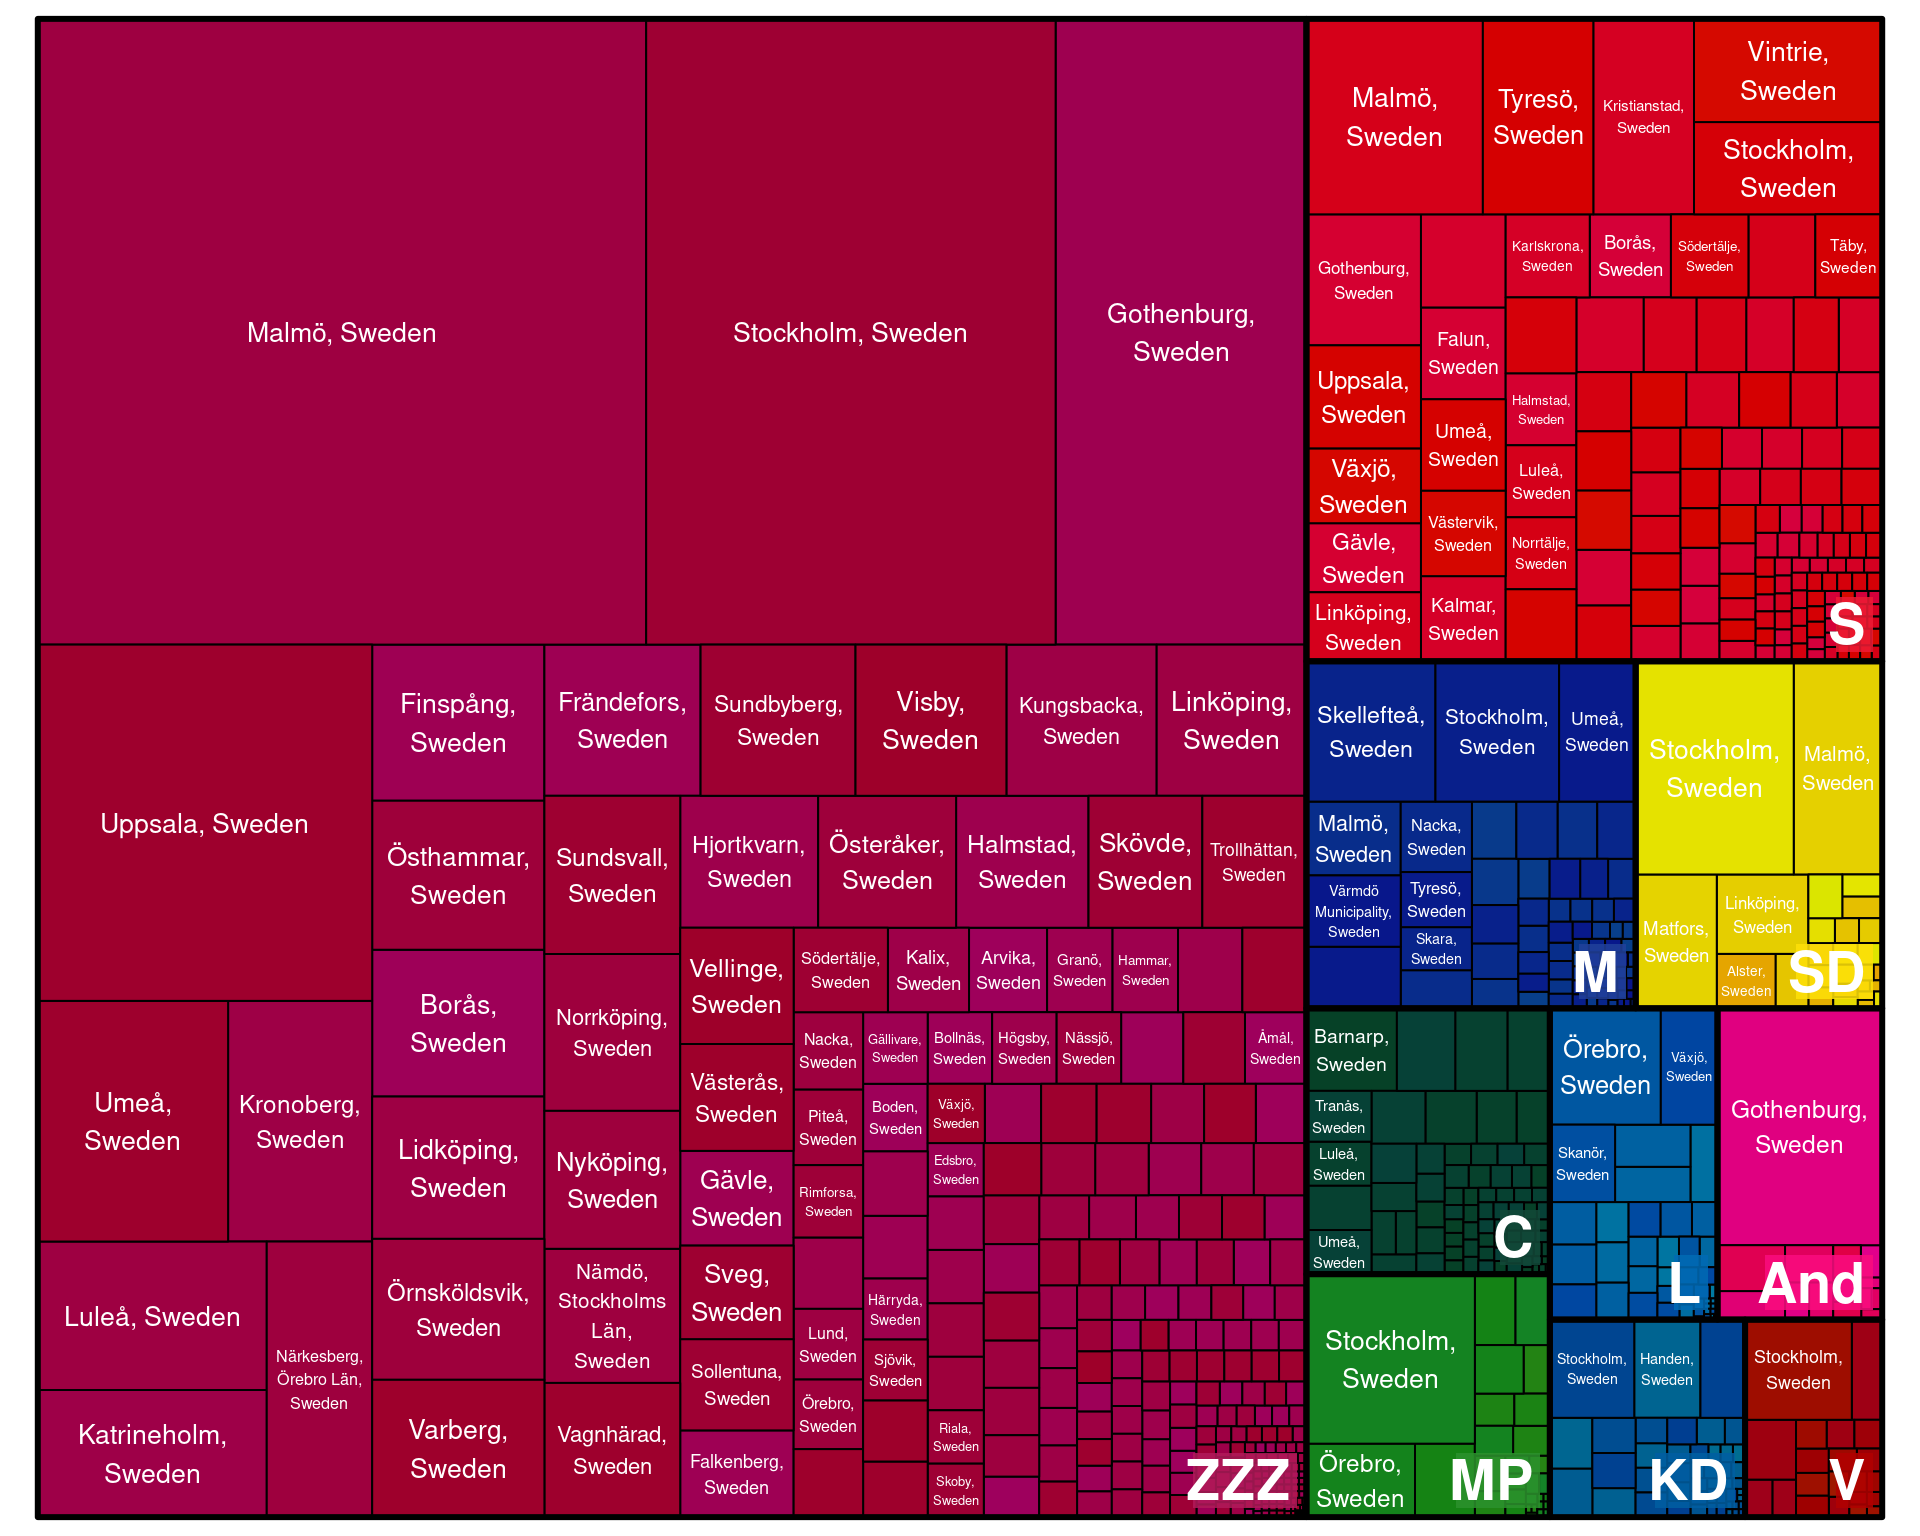 Malmö, Sweden
Stockholm, Sweden
Gothenburg,
Sweden
Uppsala, Sweden
Umeå,
Sweden
Kronoberg,
Sweden
Luleå, Sweden
Katrineholm,
Sweden
Närkesberg,
Örebro Län,
Sweden
Finspång,
Sweden
Östhammar,
Sweden
Borås,
Sweden
Lidköping,
Sweden
Örnsköldsvik,
Sweden
Varberg,
Sweden
Frändefors,
Sweden
Sundbyberg,
Sweden
Visby,
Sweden
Kungsbacka,
Sweden
Linköping,
Sweden
Sundsvall,
Sweden
Norrköping,
Sweden
Nyköping,
Sweden
Nämdö,
Stockholms
Län,
Sweden
Vagnhärad,
Sweden
Hjortkvarn,
Sweden
Österåker,
Sweden
Halmstad,
Sweden
Skövde,
Sweden
Trollhättan,
Sweden
Vellinge,
Sweden
Västerås,
Sweden
Gävle,
Sweden
Sveg,
Sweden
Sollentuna,
Sweden
Falkenberg,
Sweden
Södertälje,
Sweden
Kalix,
Sweden
Arvika,
Sweden
Granö,
Sweden
Hammar,
Sweden
Nacka,
Sweden
Piteå,
Sweden
Rimforsa,
Sweden
Lund,
Sweden
Örebro,
Sweden
Gällivare,
Sweden
Boden,
Sweden
Härryda,
Sweden
Sjövik,
Sweden
Bollnäs,
Sweden
Högsby,
Sweden
Nässjö,
Sweden
Åmål,
Sweden
Växjö,
Sweden
Edsbro,
Sweden
Riala,
Sweden
Skoby,
Sweden
ZZZ
Malmö,
Sweden
Tyresö,
Sweden
Kristianstad,
Sweden
Vintrie,
Sweden
Stockholm,
Sweden
Gothenburg,
Sweden
Uppsala,
Sweden
Växjö,
Sweden
Gävle,
Sweden
Linköping,
Sweden
Falun,
Sweden
Umeå,
Sweden
Västervik,
Sweden
Kalmar,
Sweden
Karlskrona,
Sweden
Borås,
Sweden
Södertälje,
Sweden
Täby,
Sweden
Halmstad,
Sweden
Luleå,
Sweden
Norrtälje,
Sweden
S
Skellefteå,
Sweden
Stockholm,
Sweden
Umeå,
Sweden
Malmö,
Sweden
Värmdö
Municipality,
Sweden
Nacka,
Sweden
Tyresö,
Sweden
Skara,
Sweden
M
Stockholm,
Sweden
Malmö,
Sweden
Matfors,
Sweden
Linköping,
Sweden
Alster,
Sweden
SD
Barnarp,
Sweden
Tranås,
Sweden
Luleå,
Sweden
Umeå,
Sweden
C
Örebro,
Sweden
Växjö,
Sweden
Skanör,
Sweden
L
Gothenburg,
Sweden
And
Stockholm,
Sweden
Örebro,
Sweden
MP
Stockholm,
Sweden
Handen,
Sweden
KD
Stockholm,
Sweden
V